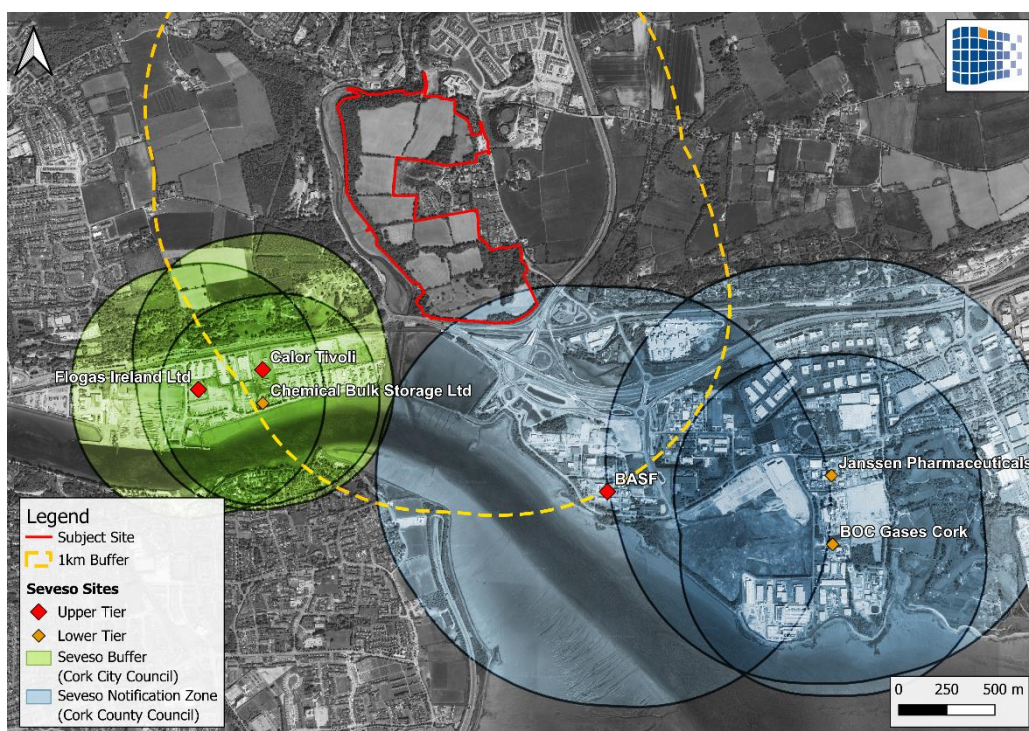 Calor Tivoli
Flogas Ireland Ltd
Chemical Bulk Storage Ltd
Janssen Pharmaceuticals
BASF
BOC Gases Cork
Legend
Subject Site
1km Buffer
Seveso Sites
Upper Tier
Lower Tier
Seveso Buffer
(Cork City Council)
Seveso Notification Zone
(Cork County Council)
0 250 500 m